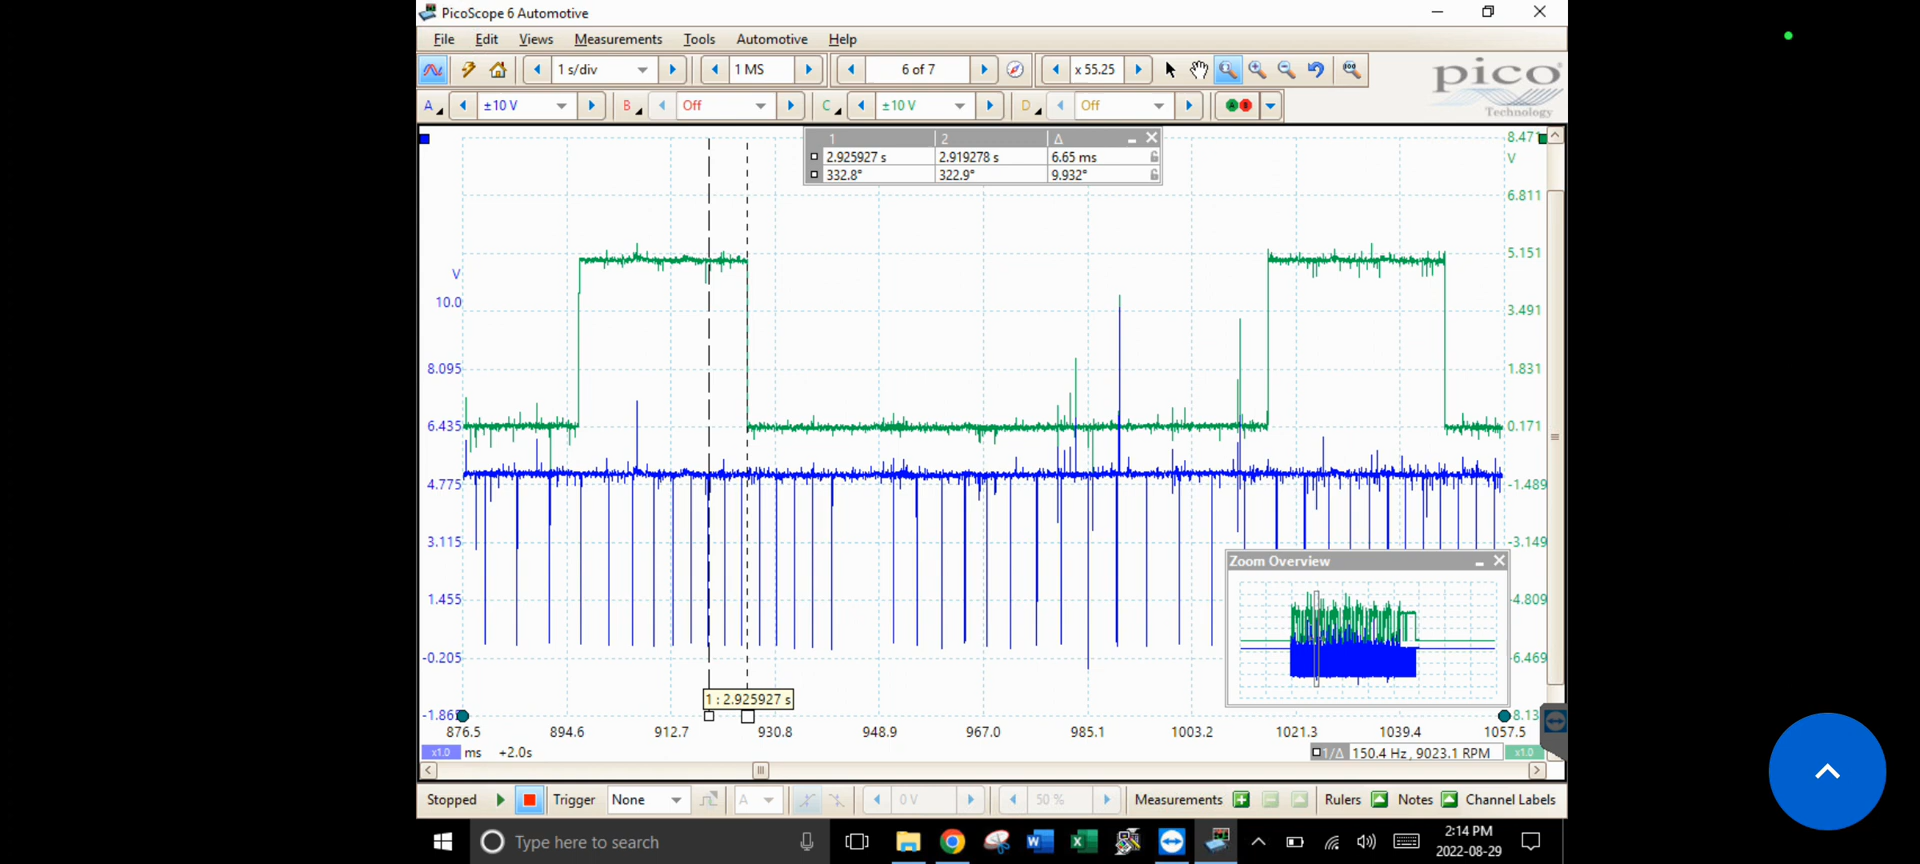 PicoScope 6 Automotive
File Edit Views Measurements Tools Automotive Help
1 s/div 1 MS 6 of 7 x 55.25
pico
Technology
A ±10 V B Off C ±10 V D Off
1 2 Δ
2.925927 s 2.919278 s 6.65 ms
332.8° 322.9° 9.932°
8.471
V
6.811
5.151
V
10.0 3.491
8.095 1.831
6.435 0.171
4.775 -1.489
3.115 -3.149
Zoom Overview
1.455 -4.809
-0.205 -6.469
1 : 2.925927 s
-1.865 -8.13
876.5 894.6 912.7 930.8 948.9 967.0 985.1 1003.2 1021.3 1039.4 1057.5
x1.0 ms +2.0s 1/Δ 150.4 Hz, 9023.1 RPM x1.0
Stopped Trigger None A 0 V 50 % Measurements Rulers Notes Channel Labels
Type here to search
2:14 PM
2022-08-29